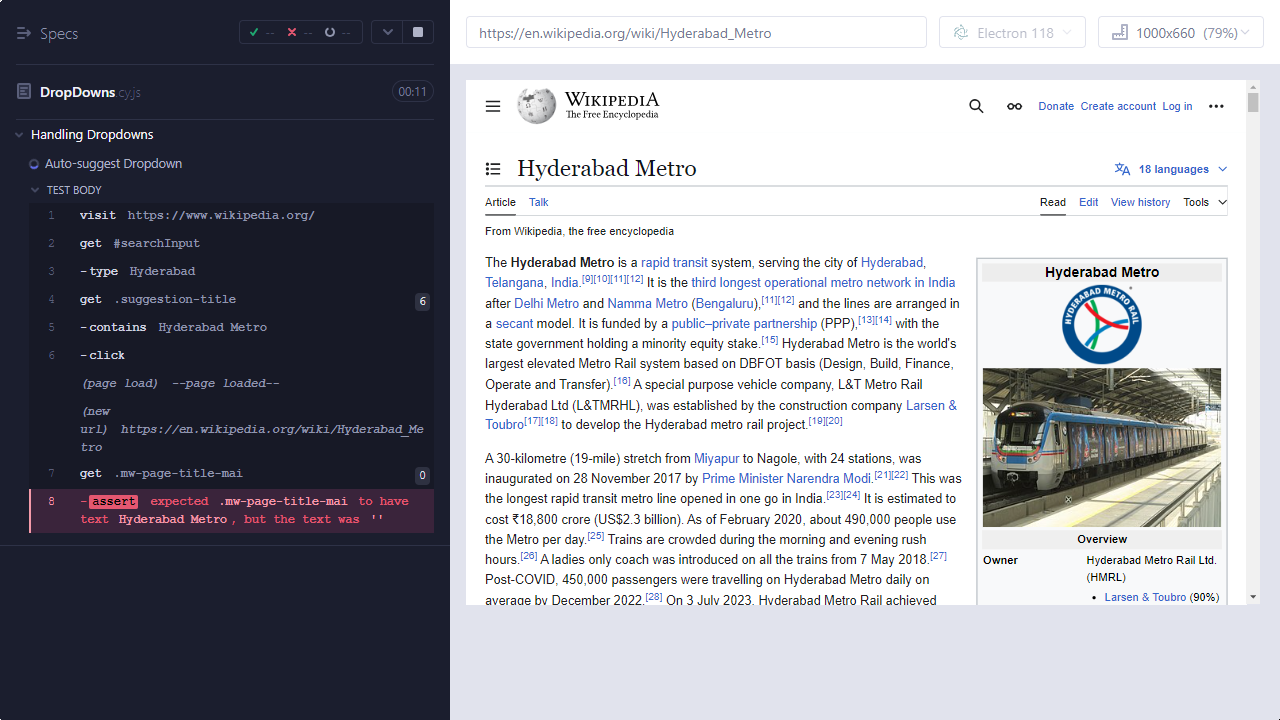 Specs
--
--
--
DropDowns.cy.js
00:11
Handling Dropdowns
Auto-suggest Dropdown
TEST BODY
1 visit https://www.wikipedia.org/
2 get #searchInput
3 -type Hyderabad
4 get .suggestion-title 6
5 -contains Hyderabad Metro
6 -click
(page load) --page loaded--
(new
url) https://en.wikipedia.org/wiki/Hyderabad_Me
tro
7 get .mw-page-title-mai 0
8 -assert expected .mw-page-title-mai to have
text Hyderabad Metro, but the text was ''
https://en.wikipedia.org/wiki/Hyderabad_Metro
Electron 118
1000x660 (79%)
WIKIPEDIA
The Free Encyclopedia
Donate Create account Log in
Hyderabad Metro
18 languages
Article Talk
Read Edit View history Tools
From Wikipedia, the free encyclopedia
The Hyderabad Metro is a rapid transit system, serving the city of Hyderabad,
Telangana, India.[9][10][11][12] It is the third longest operational metro network in India
after Delhi Metro and Namma Metro (Bengaluru),[11][12] and the lines are arranged in
a secant model. It is funded by a public–private partnership (PPP),[13][14] with the
state government holding a minority equity stake.[15] Hyderabad Metro is the world's
largest elevated Metro Rail system based on DBFOT basis (Design, Build, Finance,
Operate and Transfer).[16] A special purpose vehicle company, L&T Metro Rail
Hyderabad Ltd (L&TMRHL), was established by the construction company Larsen &
Toubro[17][18] to develop the Hyderabad metro rail project.[19][20]
A 30-kilometre (19-mile) stretch from Miyapur to Nagole, with 24 stations, was
inaugurated on 28 November 2017 by Prime Minister Narendra Modi.[21][22] This was
the longest rapid transit metro line opened in one go in India.[23][24] It is estimated to
cost ₹18,800 crore (US$2.3 billion). As of February 2020, about 490,000 people use
the Metro per day.[25] Trains are crowded during the morning and evening rush
hours.[26] A ladies only coach was introduced on all the trains from 7 May 2018.[27]
Post-COVID, 450,000 passengers were travelling on Hyderabad Metro daily on
average by December 2022.[28] On 3 July 2023, Hyderabad Metro Rail achieved
Hyderabad Metro
HYDERABAD METRO RAIL
Overview
Owner Hyderabad Metro Rail Ltd.
(HMRL)
• Larsen & Toubro (90%)